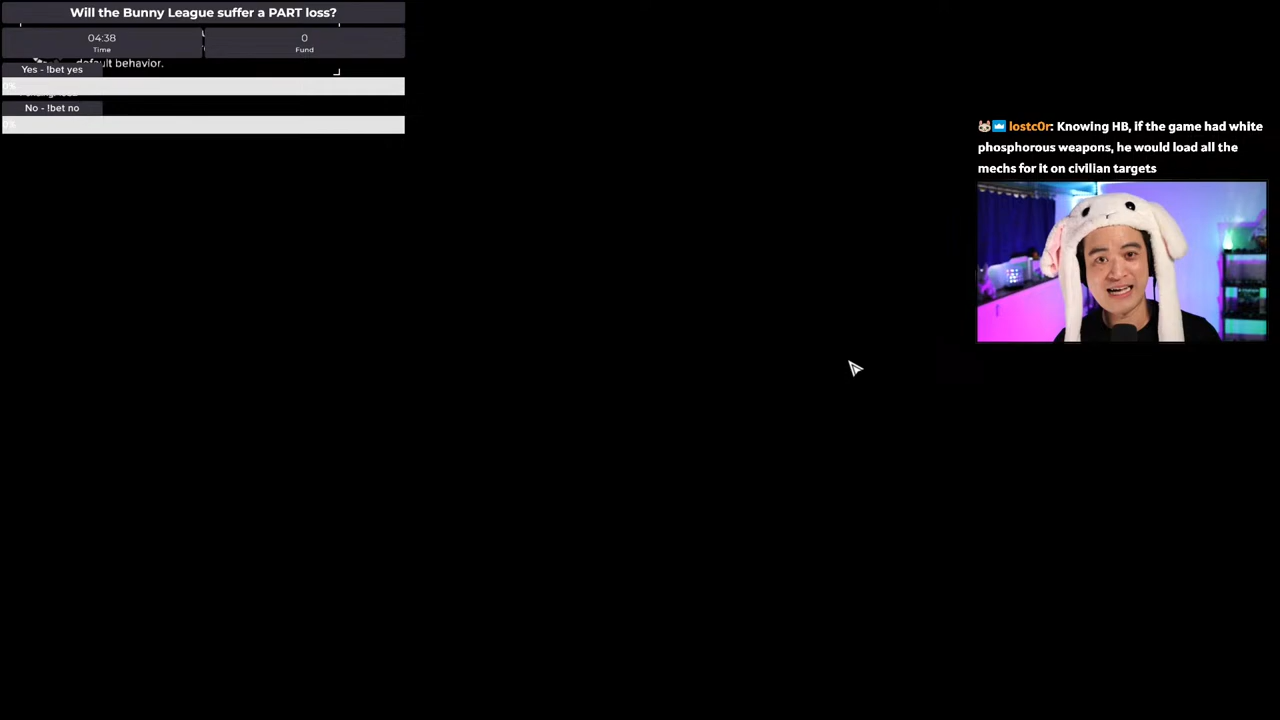 Will the Bunny League suffer a PART loss?
04:38
0
Time
Fund
default behavior.
Yes - !bet yes
0%
No - !bet no
0%
lostc0r: Knowing HB, if the game had white
phosphorous weapons, he would load all the
mechs for it on civilian targets